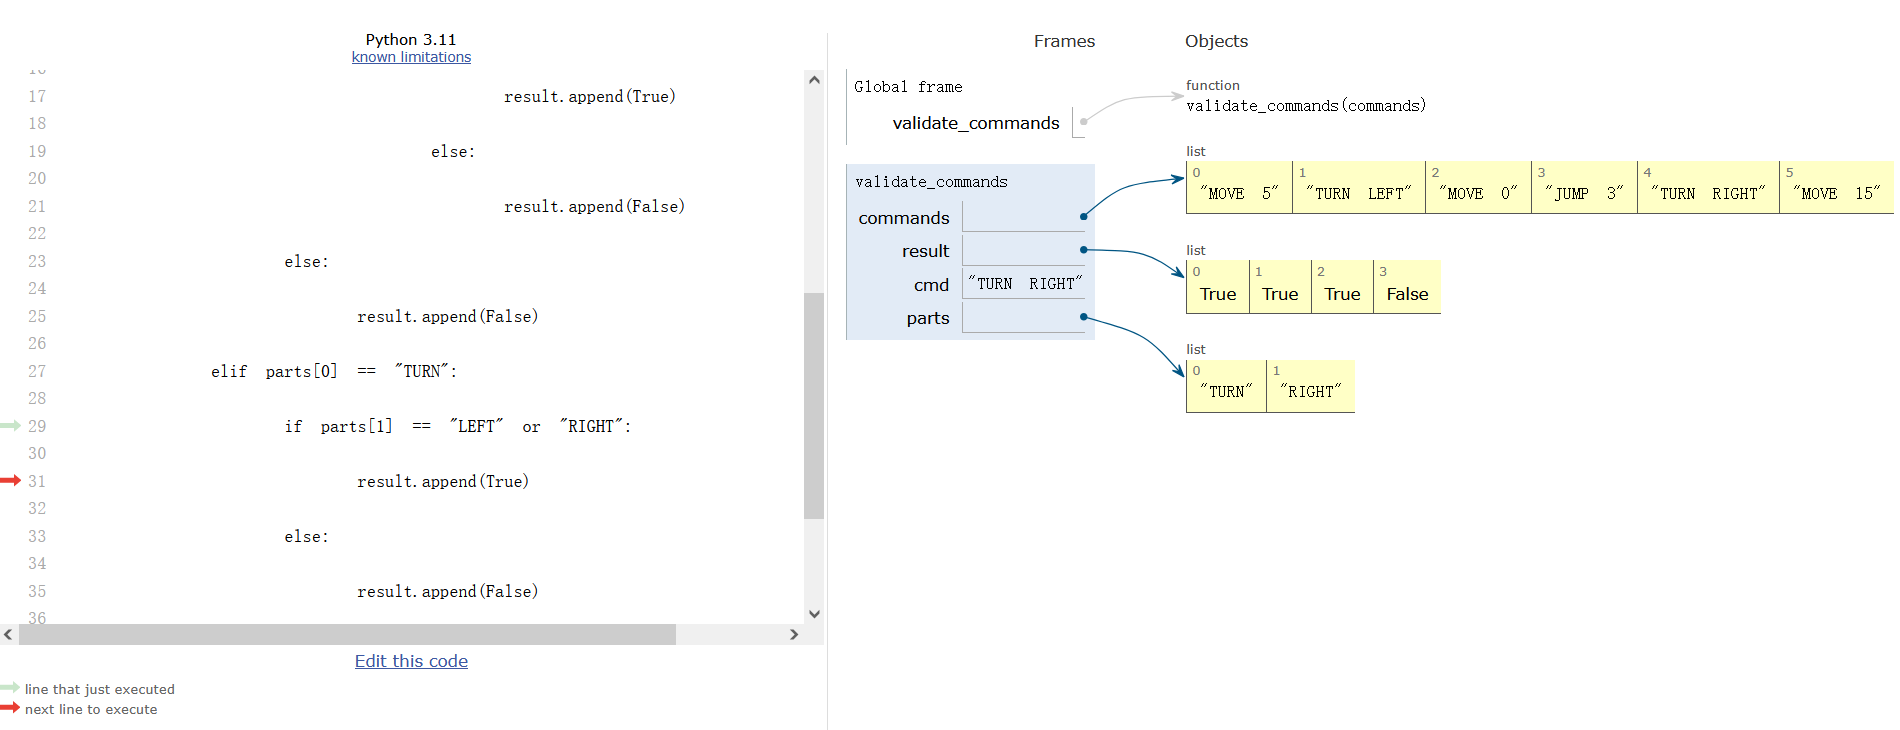 Python 3.11
known limitations
17 result.append(True)
18
19 else:
20
21 result.append(False)
22
23 else:
24
25 result.append(False)
26
27 elif parts[0] == "TURN":
28
29 if parts[1] == "LEFT" or "RIGHT":
30
31 result.append(True)
32
33 else:
34
35 result.append(False)
36
Edit this code
line that just executed
next line to execute
Frames
Objects
Global frame
validate_commands
function
validate_commands(commands)
validate_commands
commands
result
cmd "TURN RIGHT"
parts
list
0 1 2 3 4 5
"MOVE 5" "TURN LEFT" "MOVE 0" "JUMP 3" "TURN RIGHT" "MOVE 15"
list
0 1 2 3
True True True False
list
0 1
"TURN" "RIGHT"